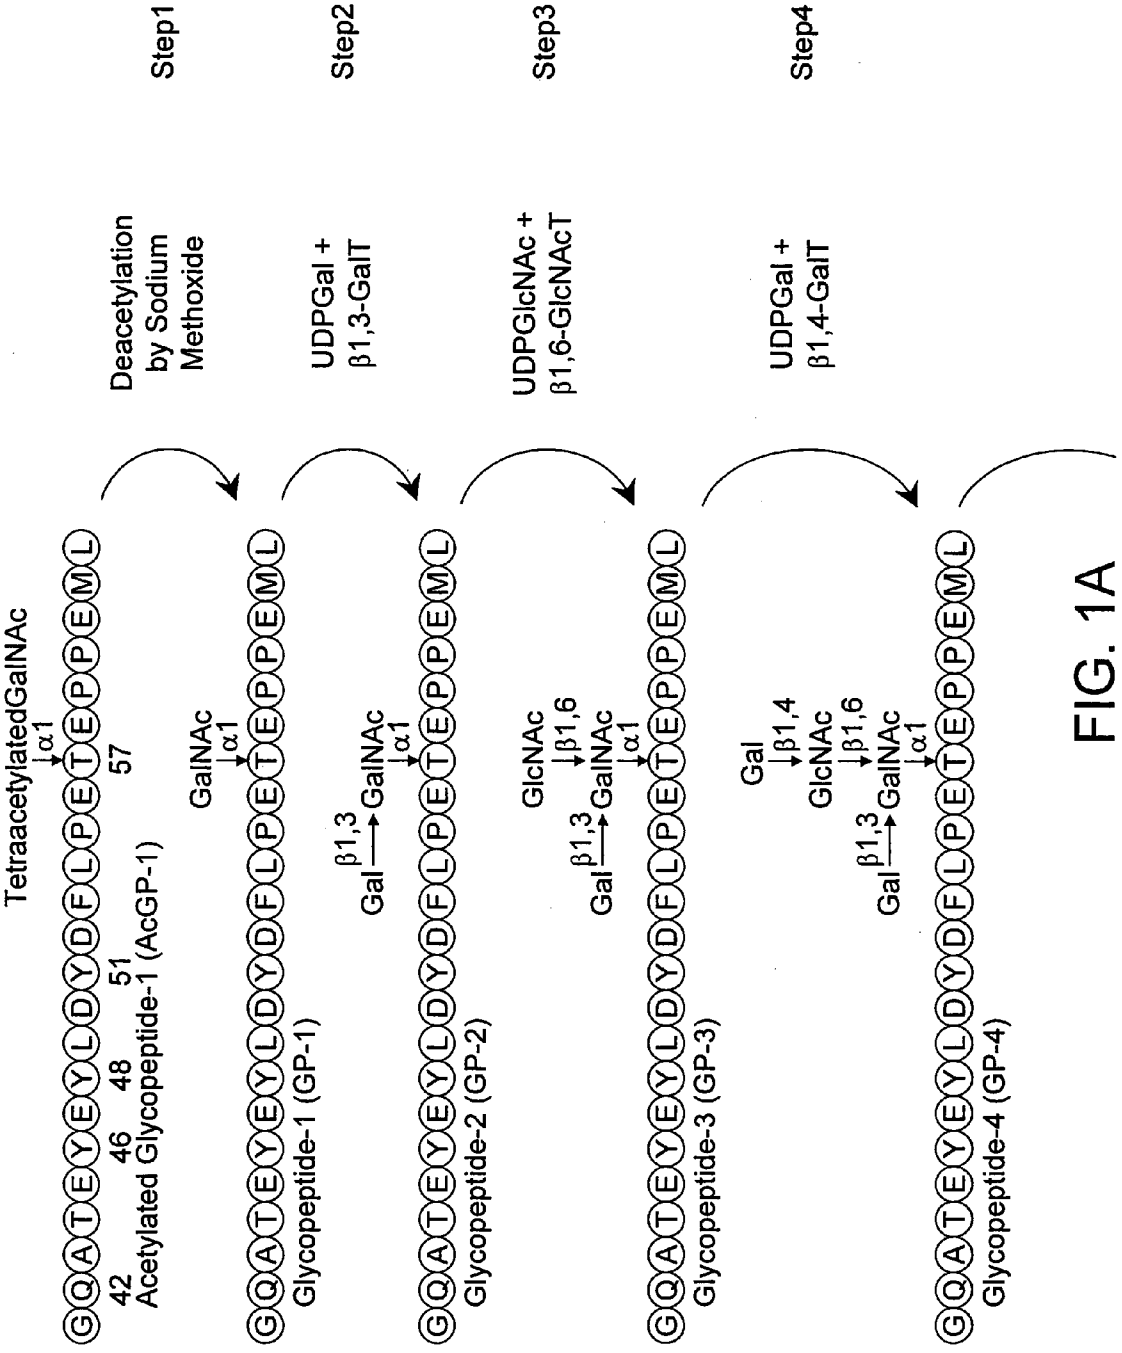 TetraacetylatedGalNAc
α1
GQATEYEYLDYDFLPETEPPEML
42 46 48 51 57
Acetylated Glycopeptide-1 (AcGP-1)
Deacetylation
by Sodium
Methoxide
Step1
GalNAc
α1
GQATEYEYLDYDFLPETEPPEML
Glycopeptide-1 (GP-1)
UDPGal +
β1,3-GalT
Step2
β1,3
Gal GalNAc
α1
GQATEYEYLDYDFLPETEPPEML
Glycopeptide-2 (GP-2)
UDPGlcNAc +
β1,6-GlcNAcT
Step3
GlcNAc
β1,6
β1,3
Gal GalNAc
α1
GQATEYEYLDYDFLPETEPPEML
Glycopeptide-3 (GP-3)
UDPGal +
β1,4-GalT
Step4
Gal
β1,4
GlcNAc
β1,6
β1,3
Gal GalNAc
α1
GQATEYEYLDYDFLPETEPPEML
Glycopeptide-4 (GP-4)
FIG. 1A